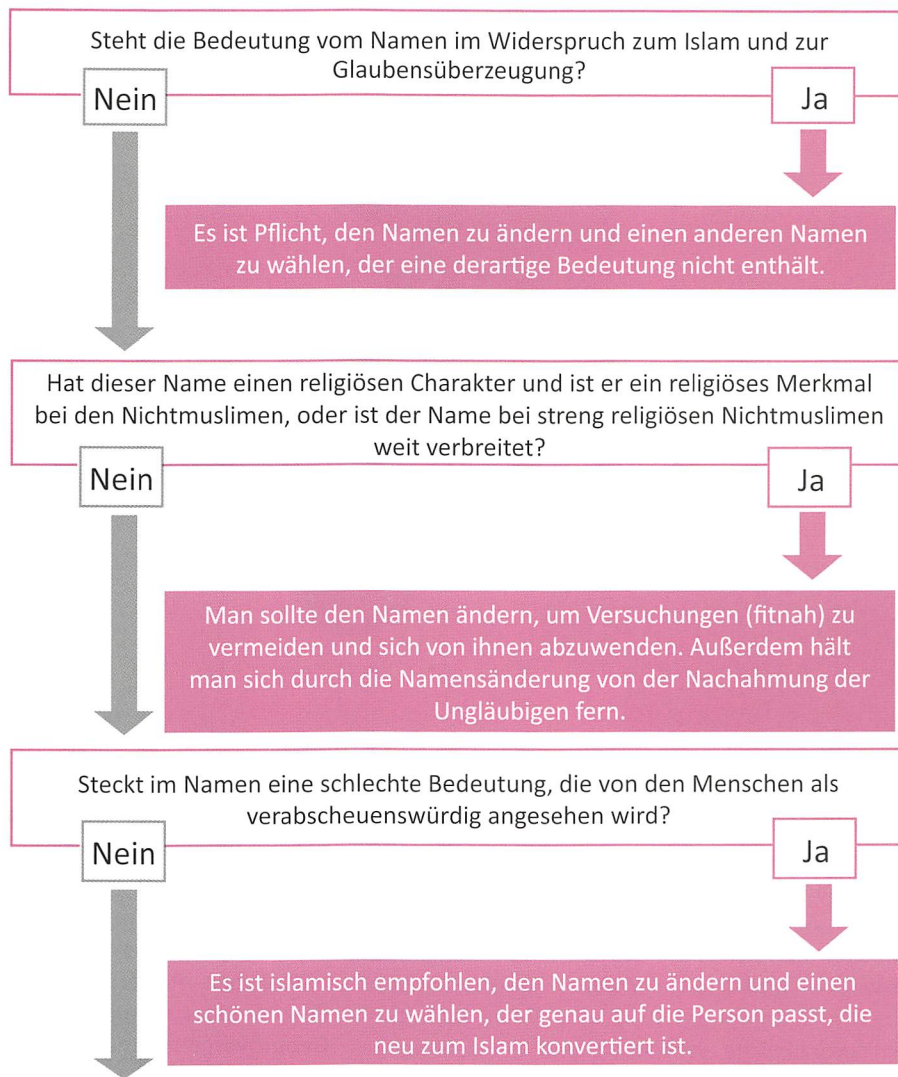 Steht die Bedeutung vom Namen im Widerspruch zum Islam und zur
Glaubensüberzeugung?
Nein
Ja
Es ist Pflicht, den Namen zu ändern und einen anderen Namen
zu wählen, der eine derartige Bedeutung nicht enthält.
Hat dieser Name einen religiösen Charakter und ist er ein religiöses Merkmal
bei den Nichtmuslimen, oder ist der Name bei streng religiösen Nichtmuslimen
weit verbreitet?
Nein
Ja
Man sollte den Namen ändern, um Versuchungen (fitnah) zu
vermeiden und sich von ihnen abzuwenden. Außerdem hält
man sich durch die Namensänderung von der Nachahmung der
Ungläubigen fern.
Steckt im Namen eine schlechte Bedeutung, die von den Menschen als
verabscheuenswürdig angesehen wird?
Nein
Ja
Es ist islamisch empfohlen, den Namen zu ändern und einen
schönen Namen zu wählen, der genau auf die Person passt, die
neu zum Islam konvertiert ist.